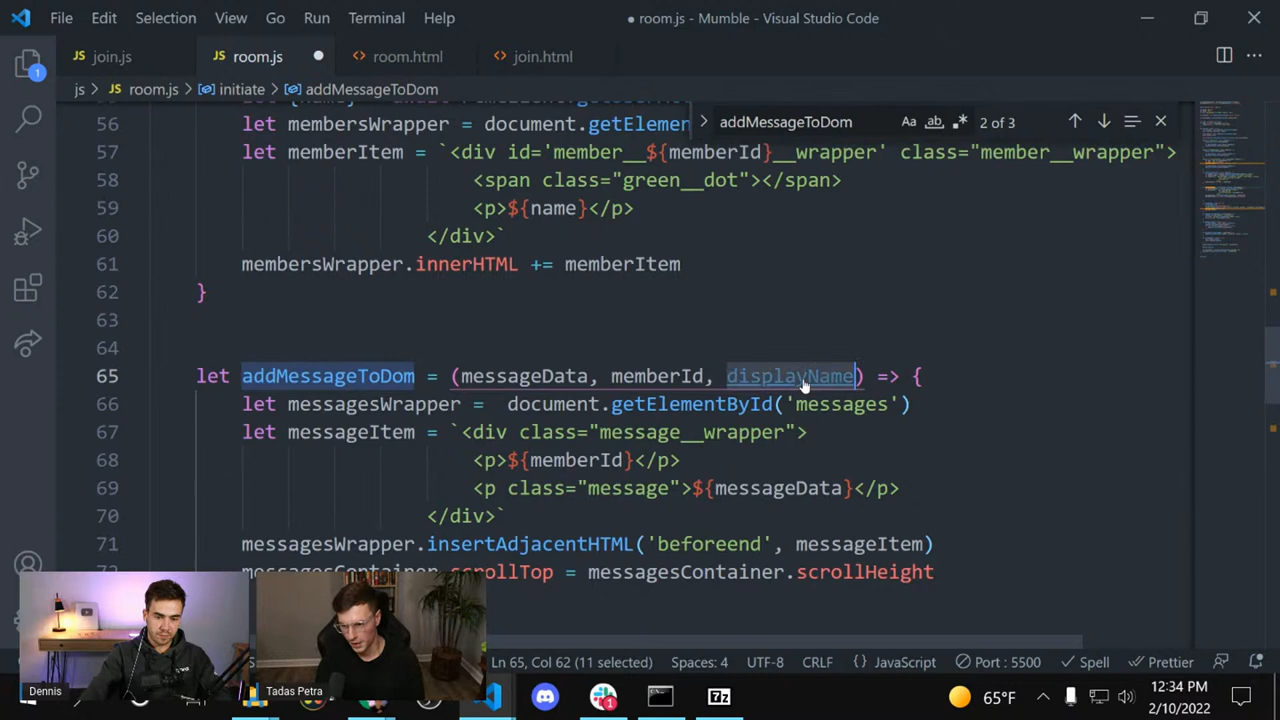 File Edit Selection View Go Run Terminal Help
● room.js - Mumble - Visual Studio Code
JS join.js
JS room.js ●
<> room.html
<> join.html
js > JS room.js > initiate > addMessageToDom
addMessageToDom
Aa ab
2 of 3
1
56 let membersWrapper = document.getElemen
57 let memberItem = `<div id='member__${memberId}__wrapper' class="member__wrapper">
58 <span class="green__dot"></span>
59 <p>${name}</p>
60 </div>`
61 membersWrapper.innerHTML += memberItem
62 }
63
64
65 let addMessageToDom = (messageData, memberId, displayName) => {
66 let messagesWrapper = document.getElementById('messages')
67 let messageItem = `<div class="message__wrapper">
68 <p>${memberId}</p>
69 <p class="message">${messageData}</p>
70 </div>`
71 messagesWrapper.insertAdjacentHTML('beforeend', messageItem)
messagesContainer.scrollTop = messagesContainer.scrollHeight
Dennis
Tadas Petra
Ln 65, Col 62 (11 selected) Spaces: 4 UTF-8 CRLF {} JavaScript Port : 5500 Spell Prettier
1
7z
65°F
12:34 PM
2/10/2022